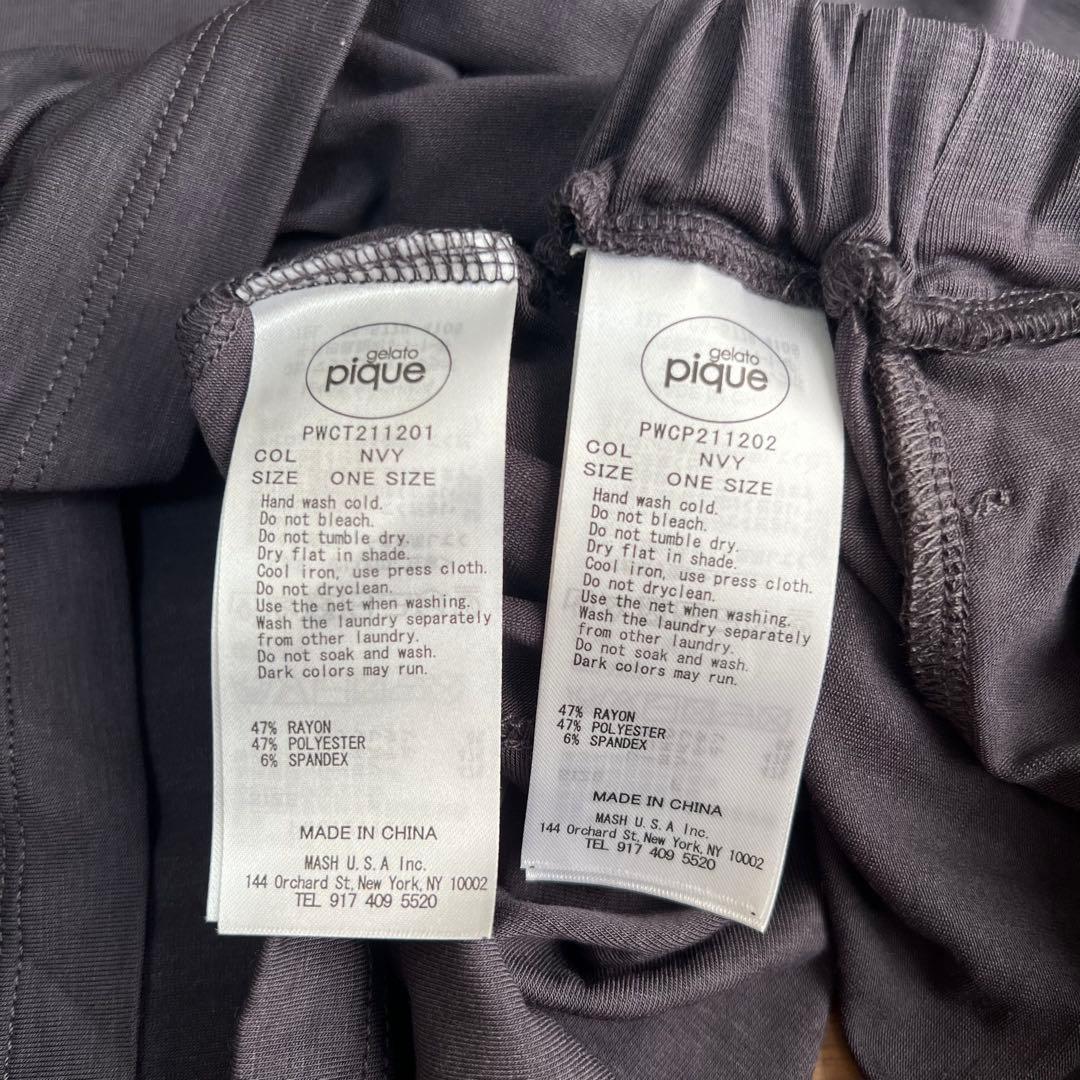 gelato
pique
PWCT211201
COL NVY
SIZE ONE SIZE
Hand wash cold.
Do not bleach.
Do not tumble dry.
Dry flat in shade.
Cool iron, use press cloth.
Do not dryclean.
Use the net when washing.
Wash the laundry separately
from other laundry.
Do not soak and wash.
Dark colors may run.
47% RAYON
47% POLYESTER
6% SPANDEX
MADE IN CHINA
MASH U.S.A Inc.
144 Orchard St, New York, NY 10002
TEL 917 409 5520
gelato
pique
PWCP211202
COL NVY
SIZE ONE SIZE
Hand wash cold.
Do not bleach.
Do not tumble dry.
Dry flat in shade.
Cool iron, use press cloth.
Do not dryclean.
Use the net when washing.
Wash the laundry separately
from other laundry.
Do not soak and wash.
Dark colors may run.
47% RAYON
47% POLYESTER
6% SPANDEX
MADE IN CHINA
MASH U.S.A Inc.
144 Orchard St, New York, NY 10002
TEL 917 409 5520